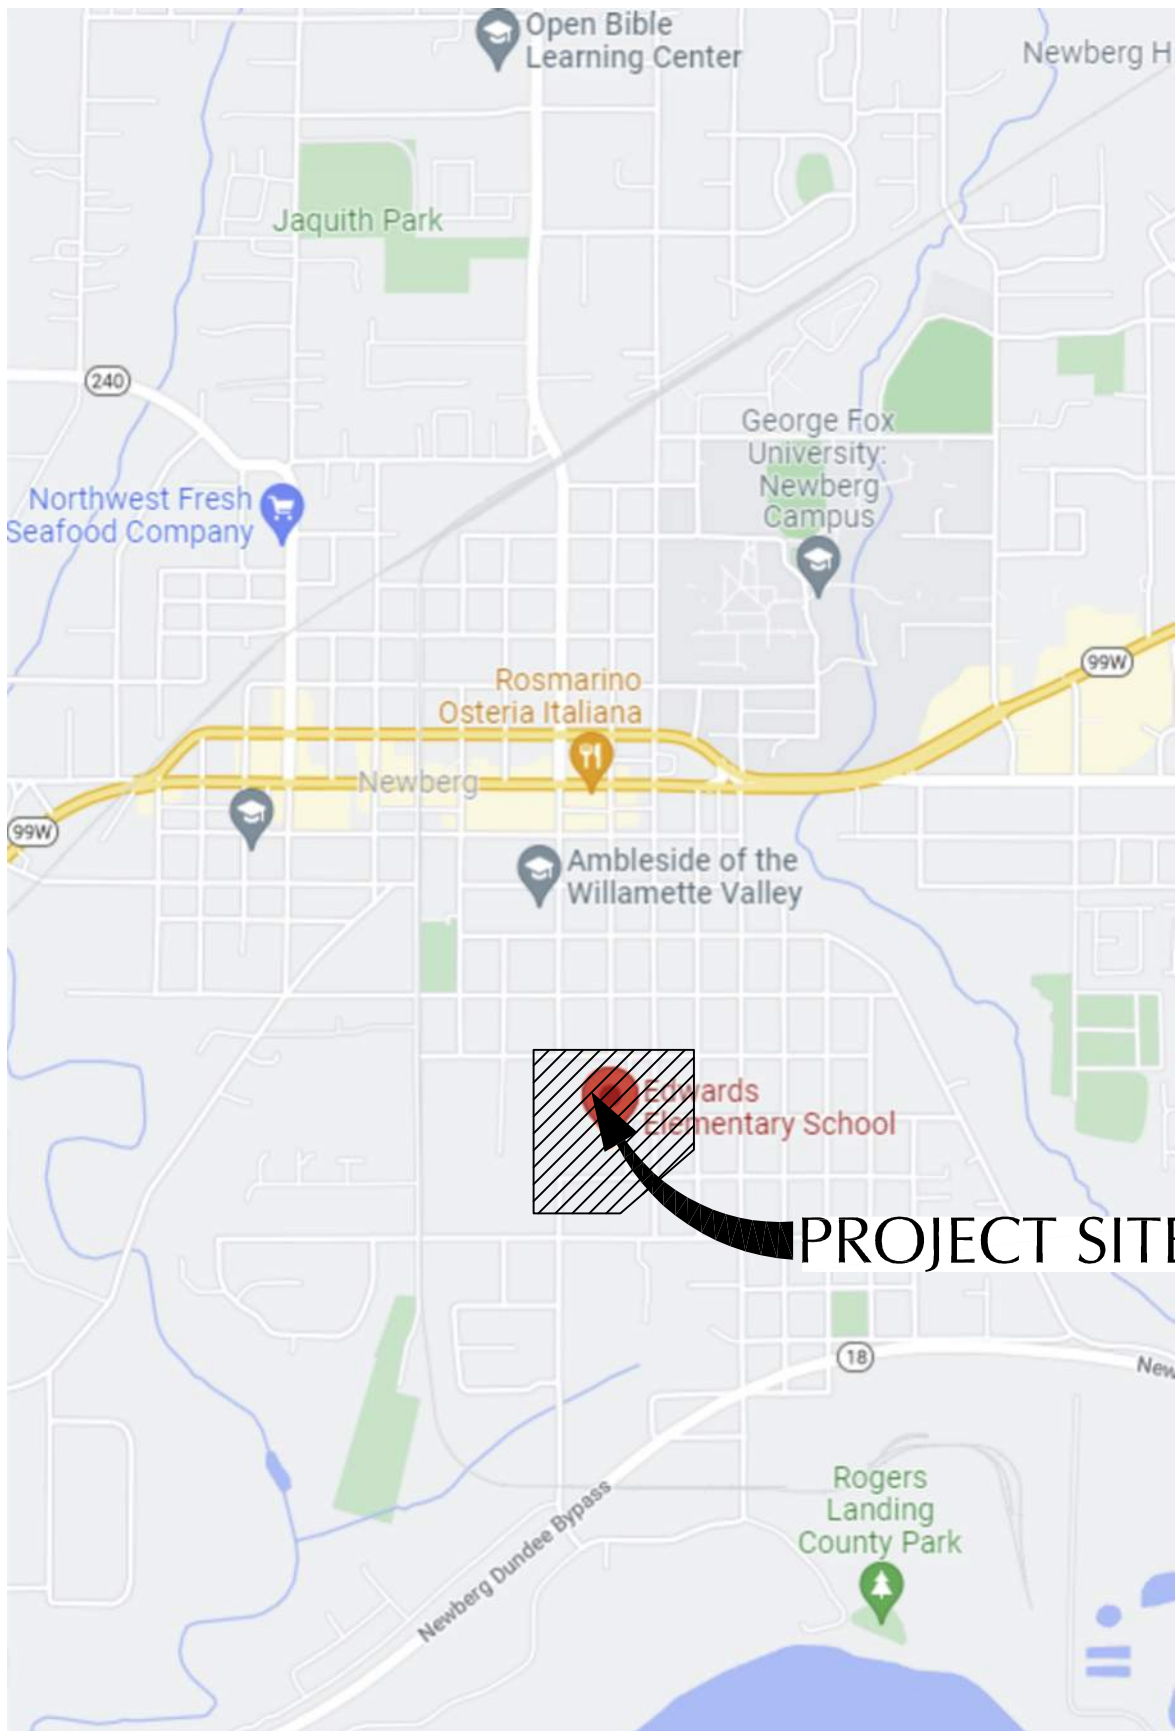 Open Bible
Learning Center
Newberg H
Jaquith Park
240
George Fox
University:
Newberg
Campus
Northwest Fresh
Seafood Company
99W
Rosmarino
Osteria Italiana
Newberg
99W
Ambleside of the
Willamette Valley
Edwards
Elementary School
PROJECT SITE
18
New
Rogers
Landing
County Park
Newberg Dundee Bypass